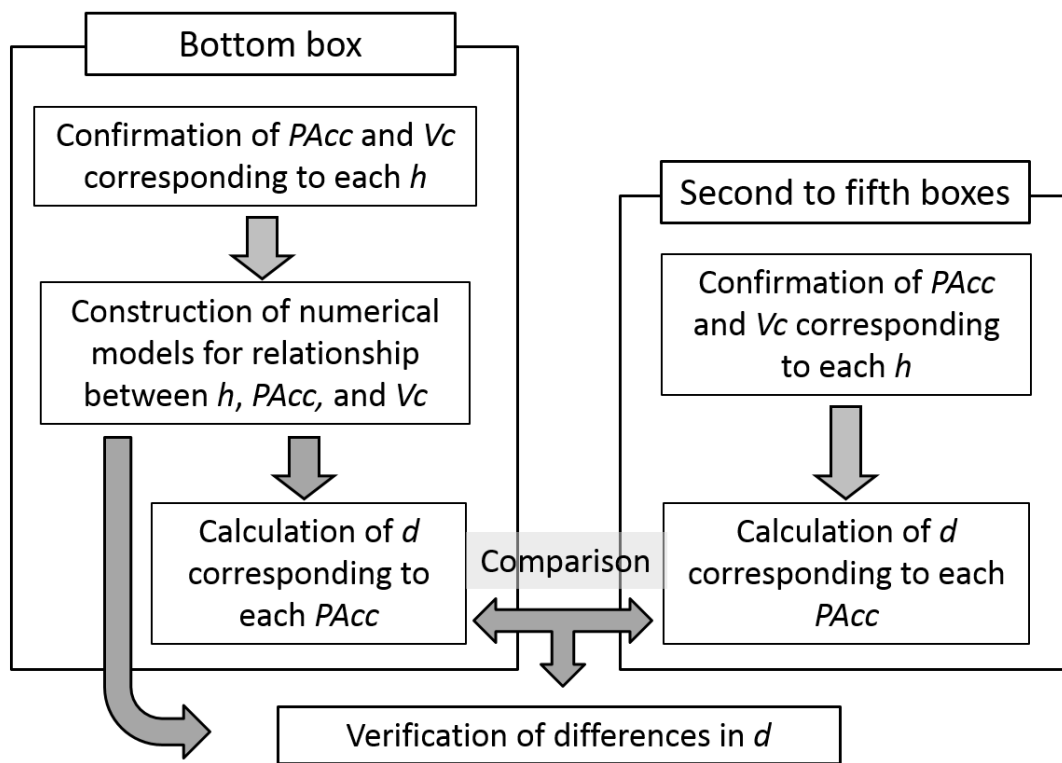 Bottom box
Confirmation of PAcc and Vc
corresponding to each h
Construction of numerical
models for relationship
between h, PAcc, and Vc
Calculation of d
corresponding to
each PAcc
Comparison
Second to fifth boxes
Confirmation of PAcc
and Vc corresponding
to each h
Calculation of d
corresponding to each
PAcc
Verification of differences in d